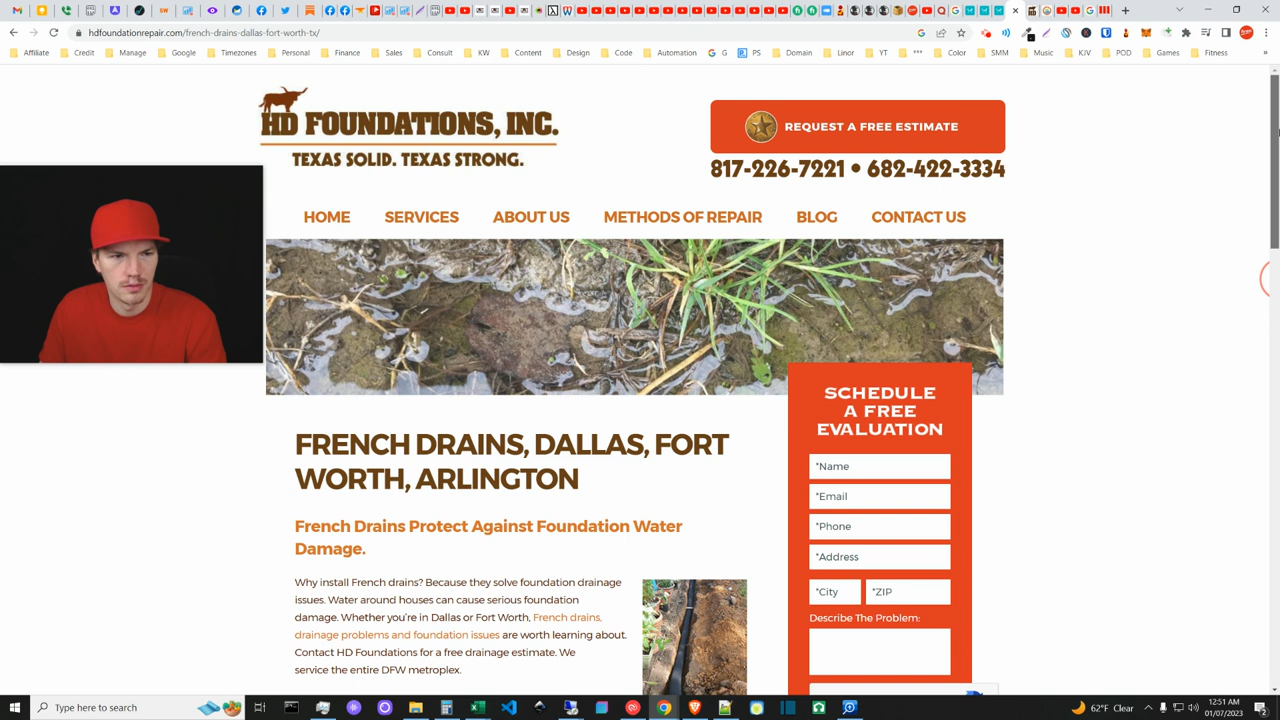 hdfoundationrepair.com/french-drains-dallas-fort-worth-tx/
Affiliate Credit Manage Google Timezones Personal Finance Sales Consult KW Content Design Code Automation G PS Domain Linor YT *** Color SMM Music KJV POD Games Fitness »
HD FOUNDATIONS, INC.
TEXAS SOLID. TEXAS STRONG.
REQUEST A FREE ESTIMATE
817-226-7221 • 682-422-3334
HOME SERVICES ABOUT US METHODS OF REPAIR BLOG CONTACT US
FRENCH DRAINS, DALLAS, FORT
WORTH, ARLINGTON
French Drains Protect Against Foundation Water
Damage.
Why install French drains? Because they solve foundation drainage
issues. Water around houses can cause serious foundation
damage. Whether you're in Dallas or Fort Worth, French drains,
drainage problems and foundation issues are worth learning about.
Contact HD Foundations for a free drainage estimate. We
service the entire DFW metroplex.
SCHEDULE
A FREE
EVALUATION
*Name
*Email
*Phone
*Address
*City *ZIP
Describe The Problem:
Type here to search
62°F Clear
12:51 AM
01/07/2023